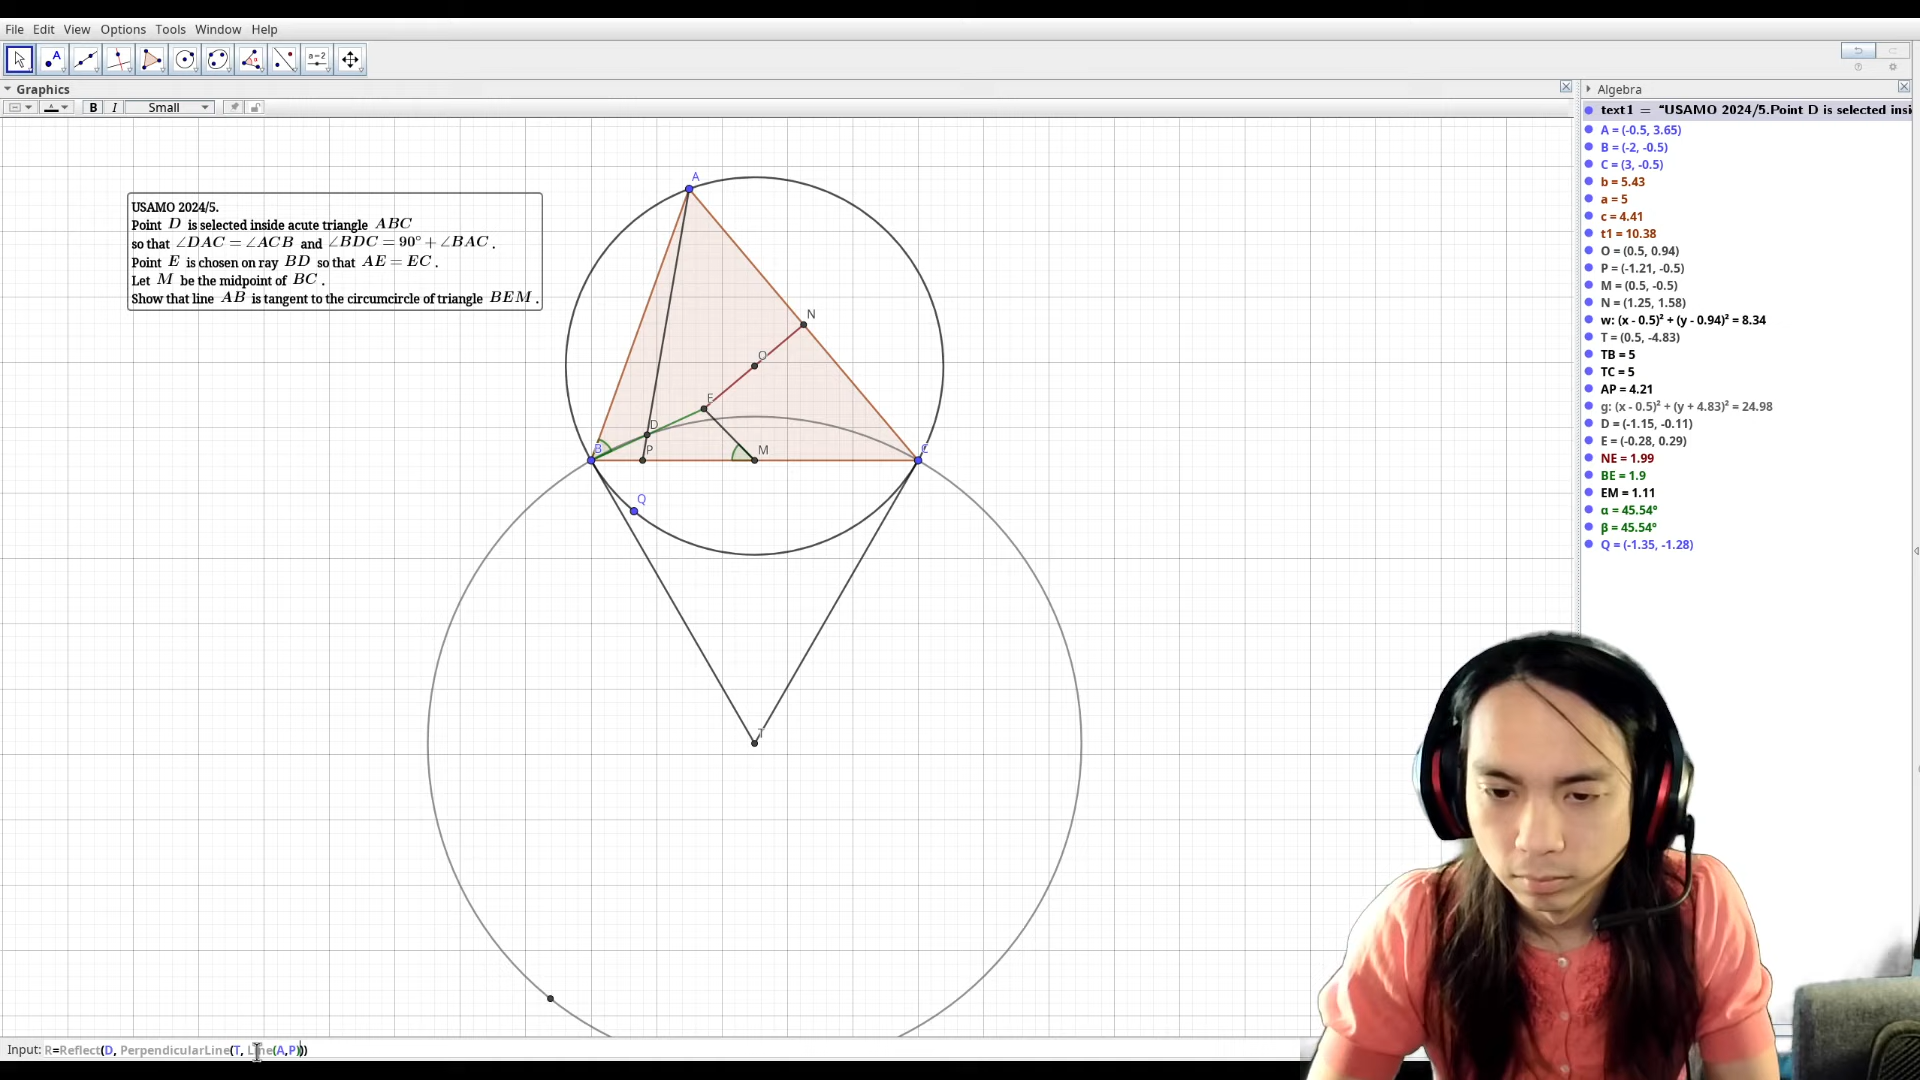 File Edit View Options Tools Window Help
A a=2
Graphics
B I Small
Algebra
USAMO 2024/5.
Point D is selected inside acute triangle ABC
so that ∠DAC = ∠ACB and ∠BDC = 90° + ∠BAC .
Point E is chosen on ray BD so that AE = EC .
Let M be the midpoint of BC .
Show that line AB is tangent to the circumcircle of triangle BEM .
A
N
O
E
D
B P M C
Q
T
text1 = “USAMO 2024/5.Point D is selected insi
A = (-0.5, 3.65)
B = (-2, -0.5)
C = (3, -0.5)
b = 5.43
a = 5
c = 4.41
t1 = 10.38
O = (0.5, 0.94)
P = (-1.21, -0.5)
M = (0.5, -0.5)
N = (1.25, 1.58)
w: (x - 0.5)² + (y - 0.94)² = 8.34
T = (0.5, -4.83)
TB = 5
TC = 5
AP = 4.21
g: (x - 0.5)² + (y + 4.83)² = 24.98
D = (-1.15, -0.11)
E = (-0.28, 0.29)
NE = 1.99
BE = 1.9
EM = 1.11
α = 45.54°
β = 45.54°
Q = (-1.35, -1.28)
Input: R=Reflect(D, PerpendicularLine(T, Line(A,P)))